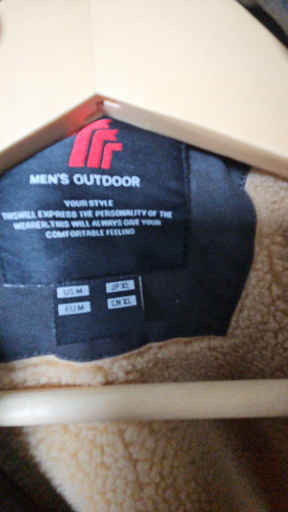 MEN'S OUTDOOR
YOUR STYLE
THIS WILL EXPRESS THE PERSONALITY OF THE
WEARER.THIS WILL ALWAYS GIVE YOUR
COMFORTABLE FEELING
US M JP XL
EU M CN XL